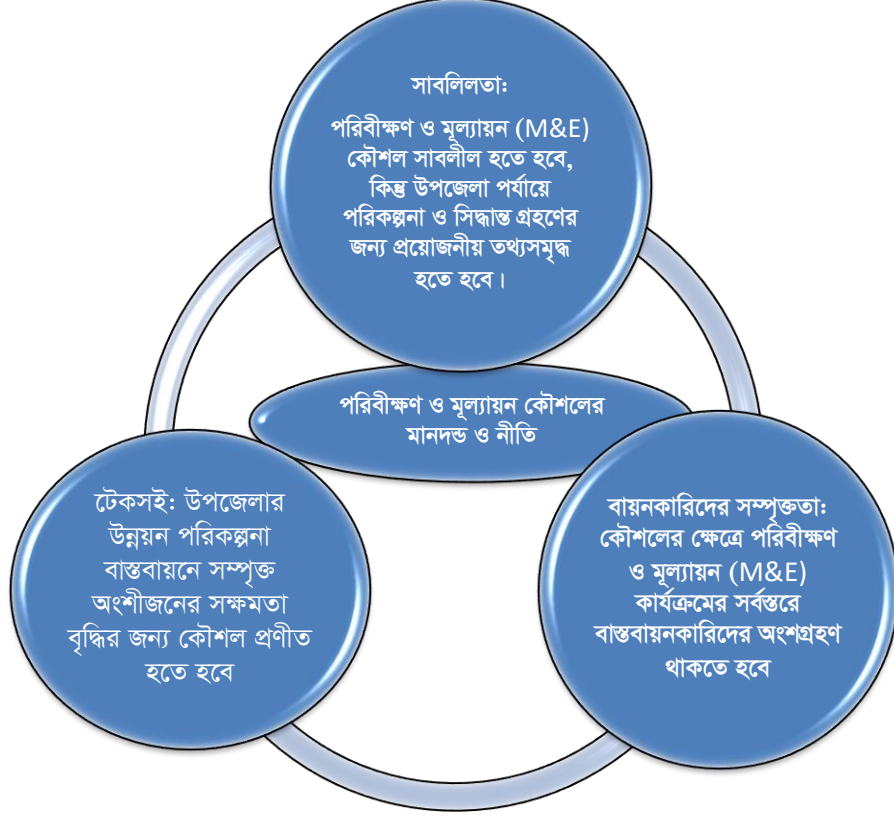 সাবলিলতা:
পরিবীক্ষণ ও মূল্যায়ন (M&E)
কৌশল সাবলীল হতে হবে,
কিন্তু উপজেলা পর্যায়ে
পরিকল্পনা ও সিদ্ধান্ত গ্রহণের
জন্য প্রয়োজনীয় তথ্যসমৃদ্ধ
হতে হবে।
পরিবীক্ষণ ও মূল্যায়ন কৌশলের
মানদন্ড ও নীতি
টেকসই: উপজেলার
উন্নয়ন পরিকল্পনা
বাস্তবায়নে সম্পৃক্ত
অংশীজনের সক্ষমতা
বৃদ্ধির জন্য কৌশল প্রণীত
হতে হবে
বায়নকারিদের সম্পৃক্ততা:
কৌশলের ক্ষেত্রে পরিবীক্ষণ
ও মূল্যায়ন (M&E)
কার্যক্রমের সর্বস্তরে
বাস্তবায়নকারিদের অংশগ্রহণ
থাকতে হবে